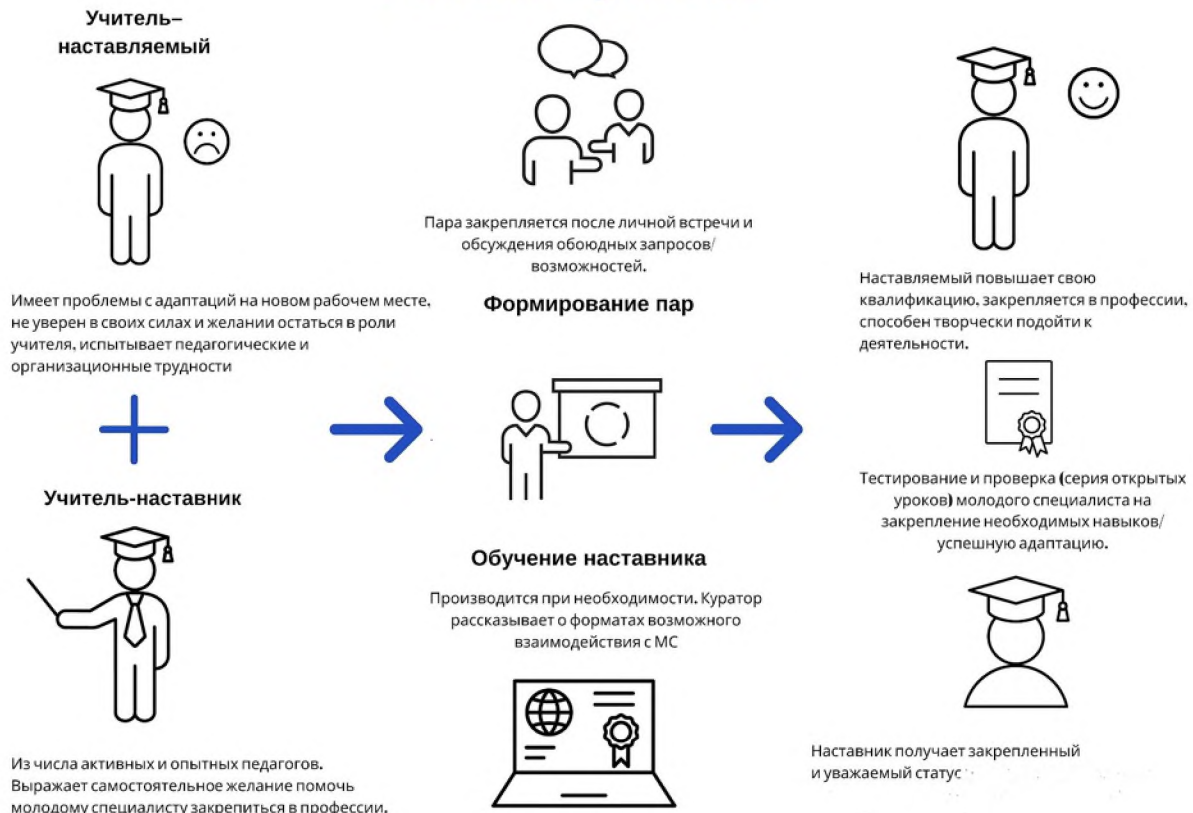 Учитель–
наставляемый
Имеет проблемы с адаптаций на новом рабочем месте,
не уверен в своих силах и желании остаться в роли
учителя, испытывает педагогические и
организационные трудности
Учитель-наставник
Из числа активных и опытных педагогов.
Выражает самостоятельное желание помочь
молодому специалисту закрепиться в профессии.
Пара закрепляется после личной встречи и
обсуждения обоюдных запросов/
возможностей.
Формирование пар
Обучение наставника
Производится при необходимости. Куратор
рассказывает о форматах возможного
взаимодействия с МС
Наставляемый повышает свою
квалификацию, закрепляется в профессии,
способен творчески подойти к
деятельности.
Тестирование и проверка (серия открытых
уроков) молодого специалиста на
закрепление необходимых навыков/
успешную адаптацию.
Наставник получает закрепленный
и уважаемый статус